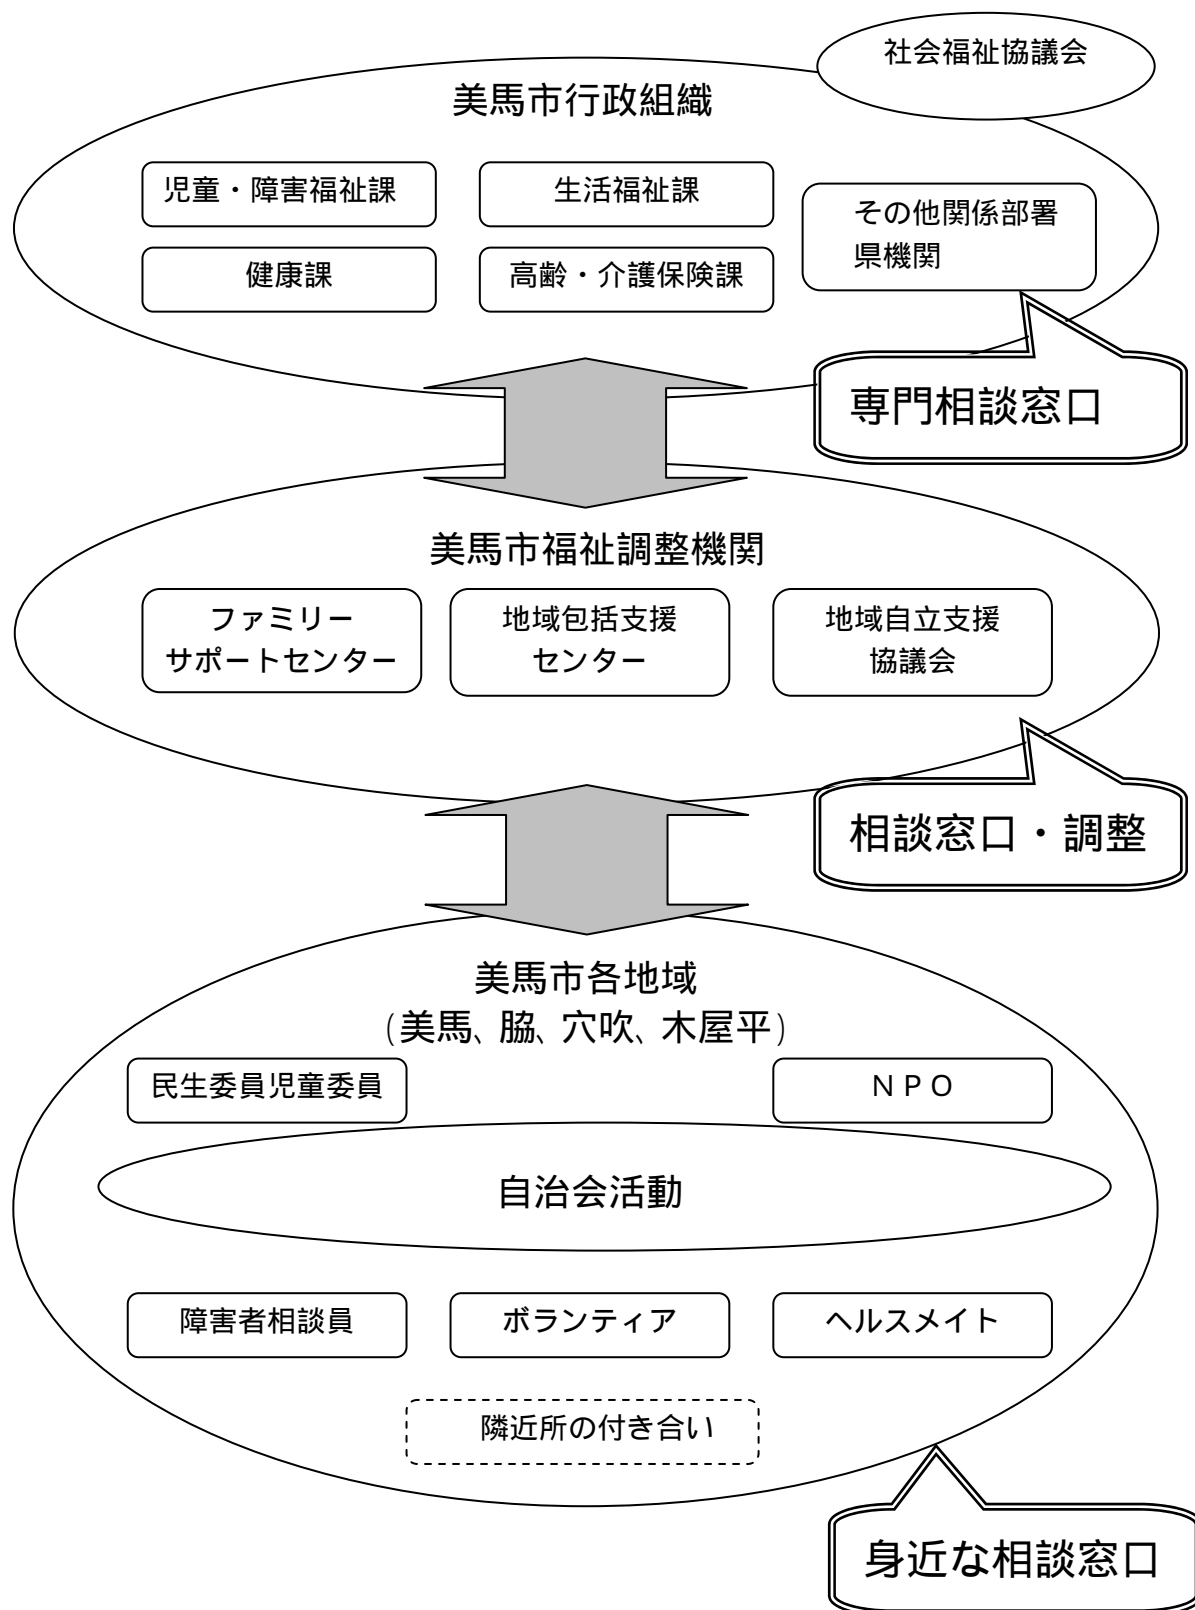 社会福祉協議会
美馬市行政組織
児童・障害福祉課
生活福祉課
その他関係部署
県機関
健康課
高齢・介護保険課
専門相談窓口
美馬市福祉調整機関
ファミリー
サポートセンター
地域包括支援
センター
地域自立支援
協議会
相談窓口・調整
美馬市各地域
(美馬、脇、穴吹、木屋平)
民生委員児童委員
ＮＰＯ
自治会活動
障害者相談員
ボランティア
ヘルスメイト
隣近所の付き合い
身近な相談窓口